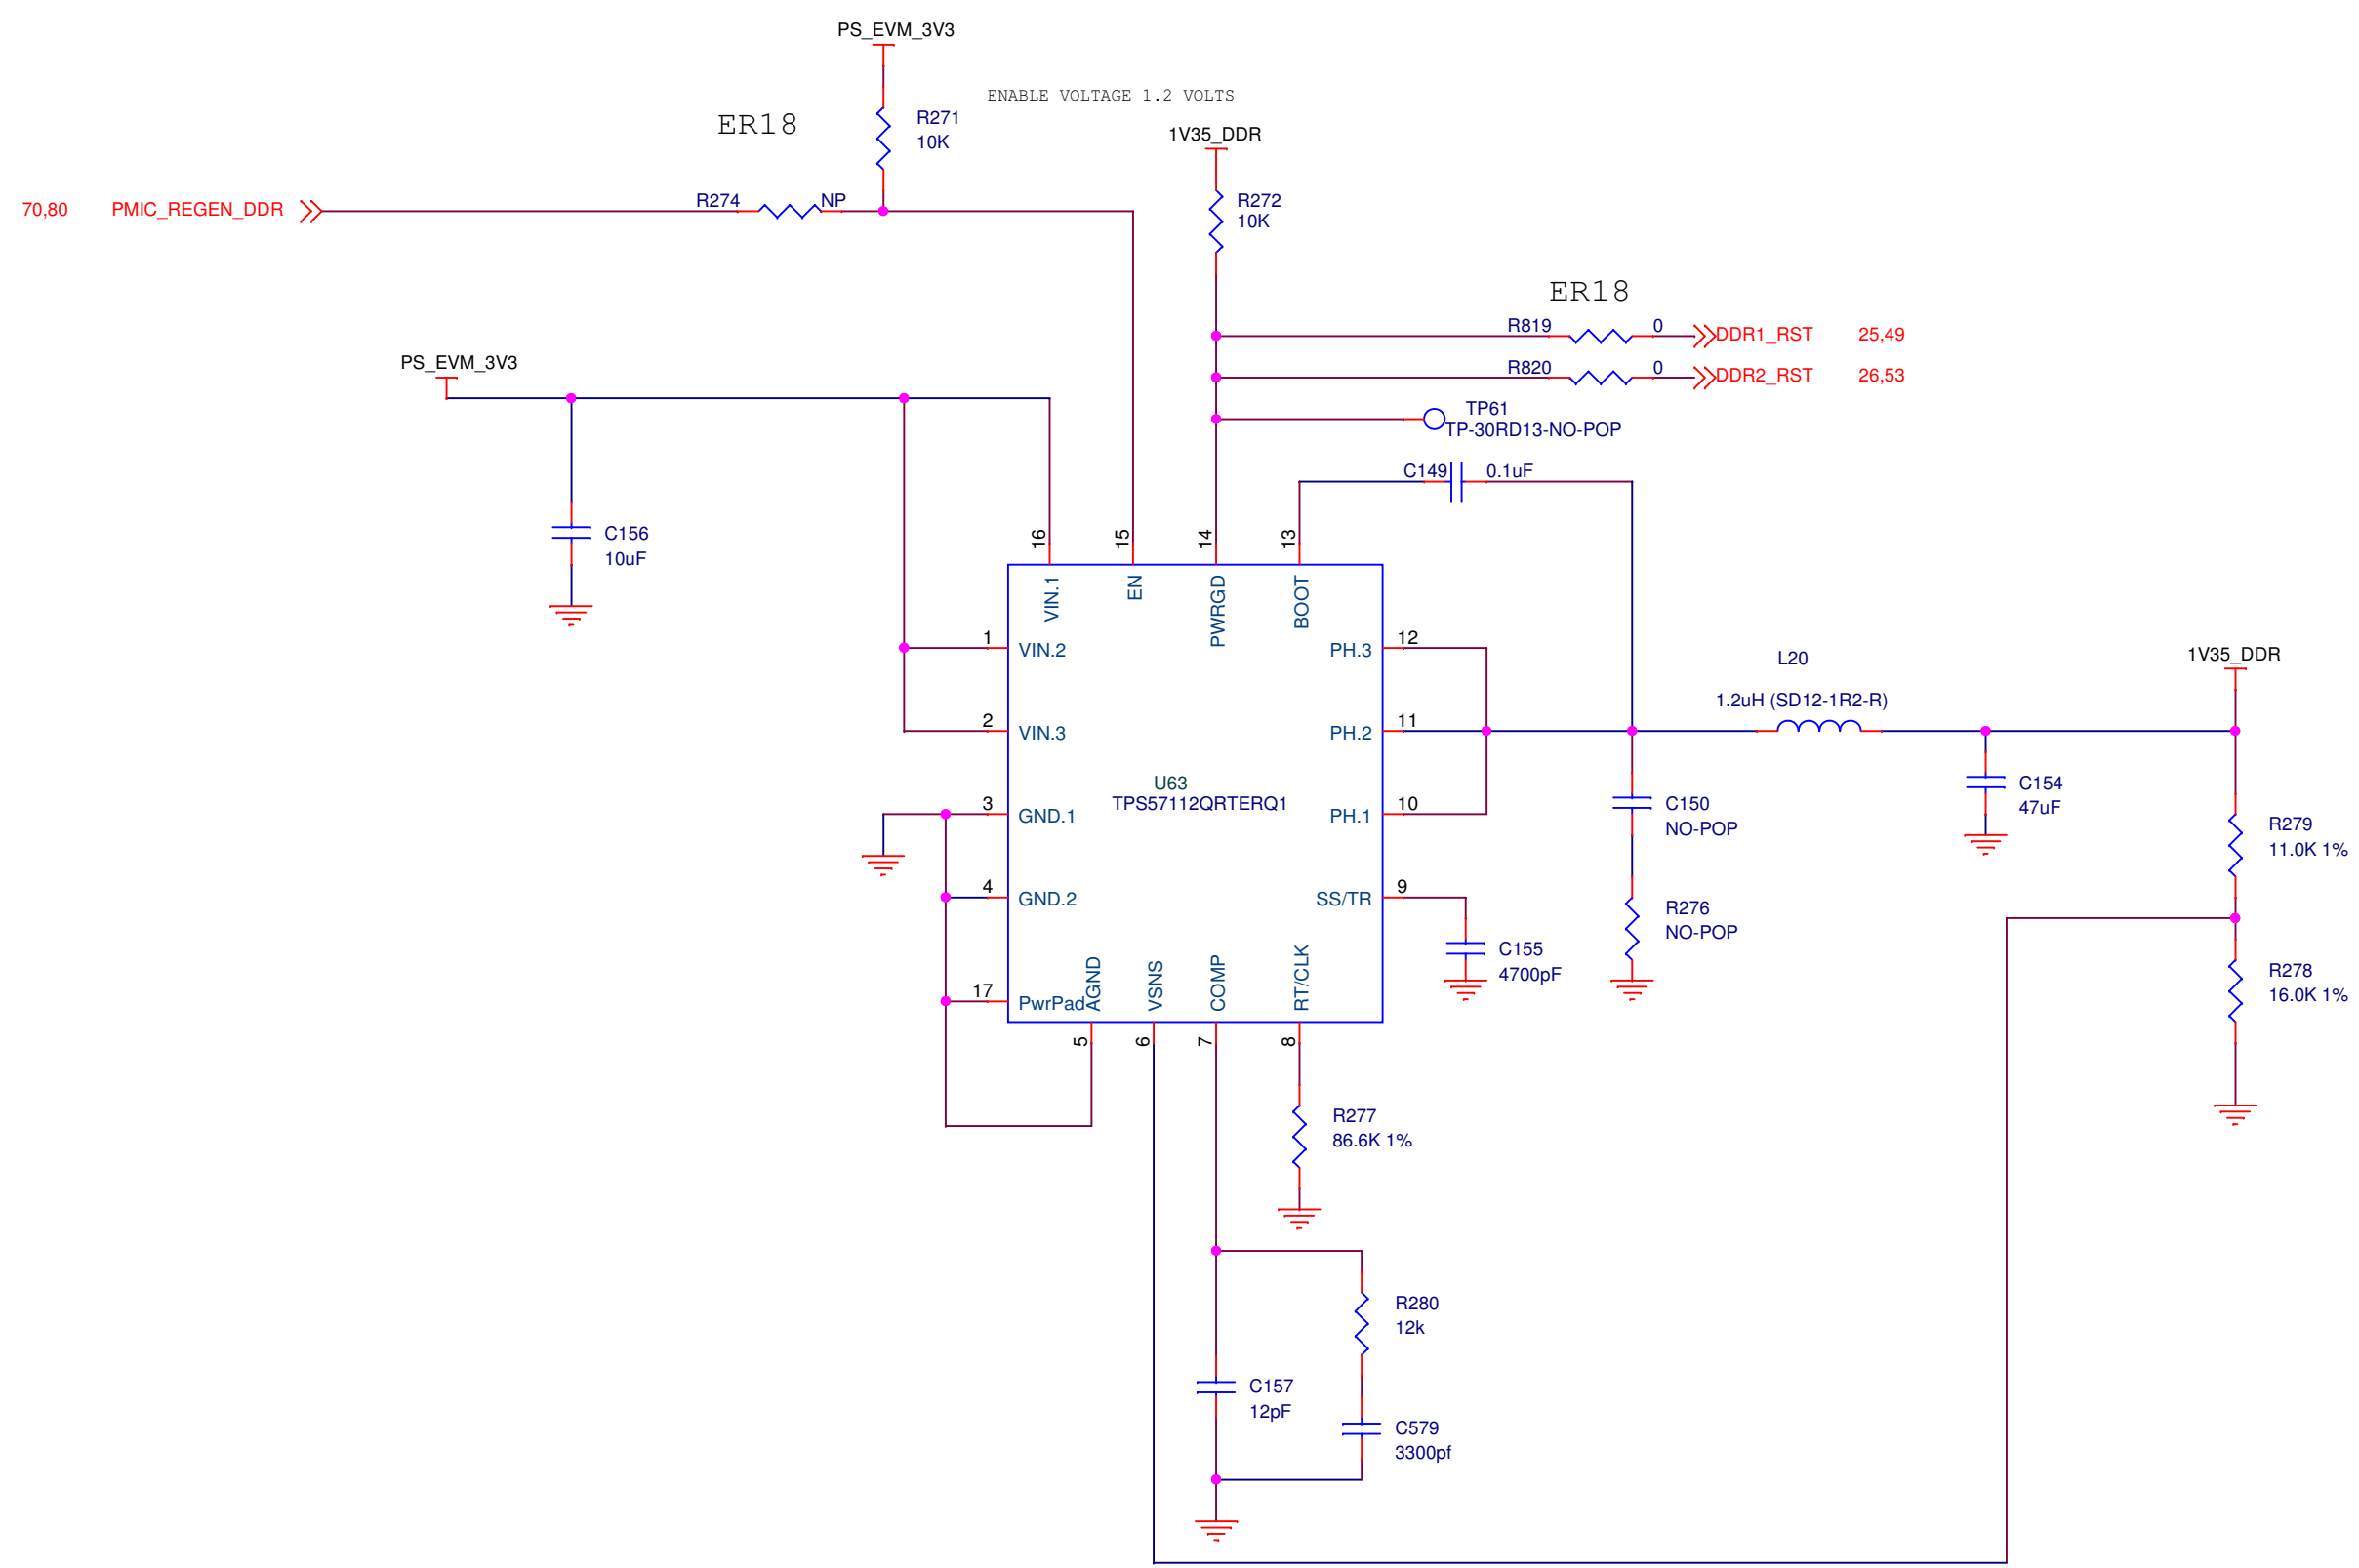 PS_EVM_3V3
ENABLE VOLTAGE 1.2 VOLTS
ER18
R271
10K
1V35_DDR
70,80 PMIC_REGEN_DDR
R274 NP
R272
10K
ER18
R819 0 DDR1_RST 25,49
R820 0 DDR2_RST 26,53
PS_EVM_3V3
TP61
TP-30RD13-NO-POP
C149 0.1uF
C156
10uF
16 15 14 13
VIN.1 EN PWRGD BOOT
1 VIN.2
PH.3 12
2 VIN.3
PH.2 11
U63
TPS57112QRTERQ1
3 GND.1
PH.1 10
4 GND.2
SS/TR 9
17 PwrPad
AGND VSNS COMP RT/CLK
5 6 7 8
L20
1.2uH (SD12-1R2-R)
1V35_DDR
C150
NO-POP
C154
47uF
R279
11.0K 1%
R276
NO-POP
C155
4700pF
R278
16.0K 1%
R277
86.6K 1%
R280
12k
C157
12pF
C579
3300pf